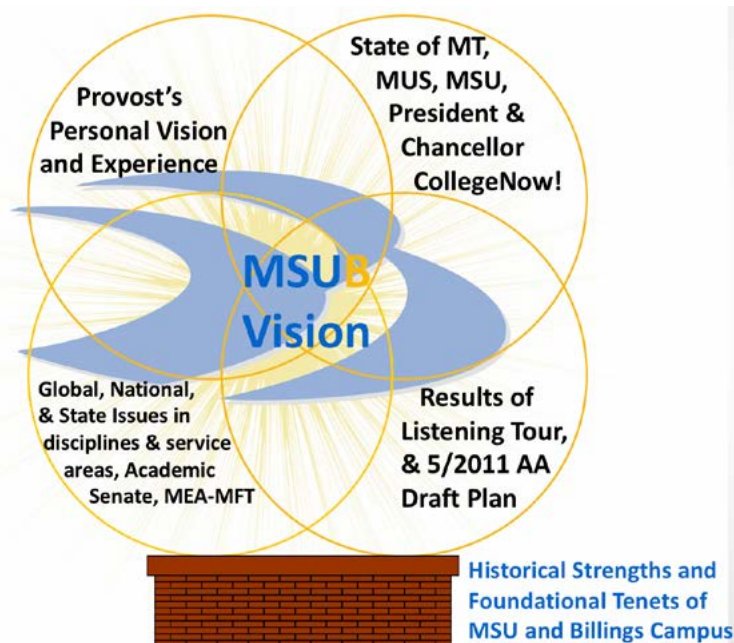 Provost's
Personal Vision
and Experience
State of MT,
MUS, MSU,
President &
Chancellor
CollegeNow!
MSUB
Vision
Global, National,
& State Issues in
disciplines & service
areas, Academic
Senate, MEA-MFT
Results of
Listening Tour,
& 5/2011 AA
Draft Plan
Historical Strengths and
Foundational Tenets of
MSU and Billings Campus